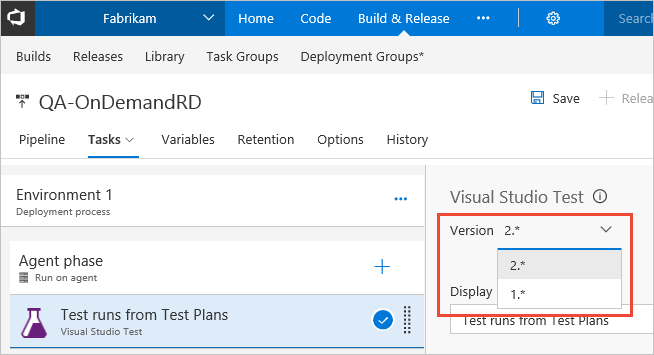 Fabrikam Home Code Build & Release ••• Search
Builds Releases Library Task Groups Deployment Groups*
QA-OnDemandRD Save + Relea
Pipeline Tasks Variables Retention Options History
Environment 1 •••
Deployment process
Visual Studio Test
Version 2.*
2.*
1.*
Agent phase +
Run on agent
Display
Test runs from Test Plans
Visual Studio Test
Test runs from Test Plans